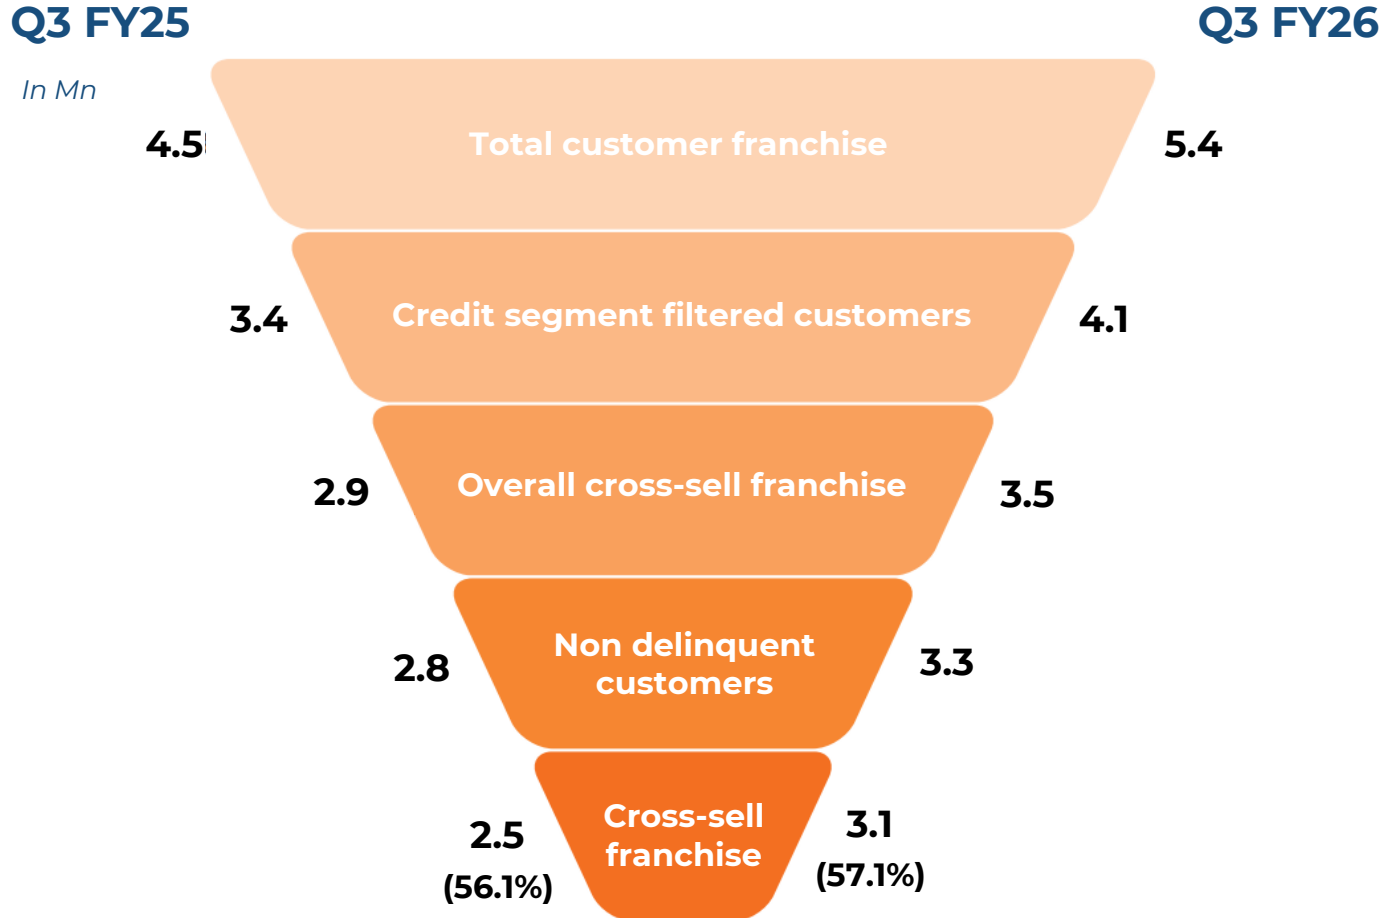 Q3 FY25
Q3 FY26
In Mn
4.5
Total customer franchise
5.4
3.4
Credit segment filtered customers
4.1
2.9
Overall cross-sell franchise
3.5
2.8
Non delinquent
customers
3.3
2.5
(56.1%)
Cross-sell
franchise
3.1
(57.1%)